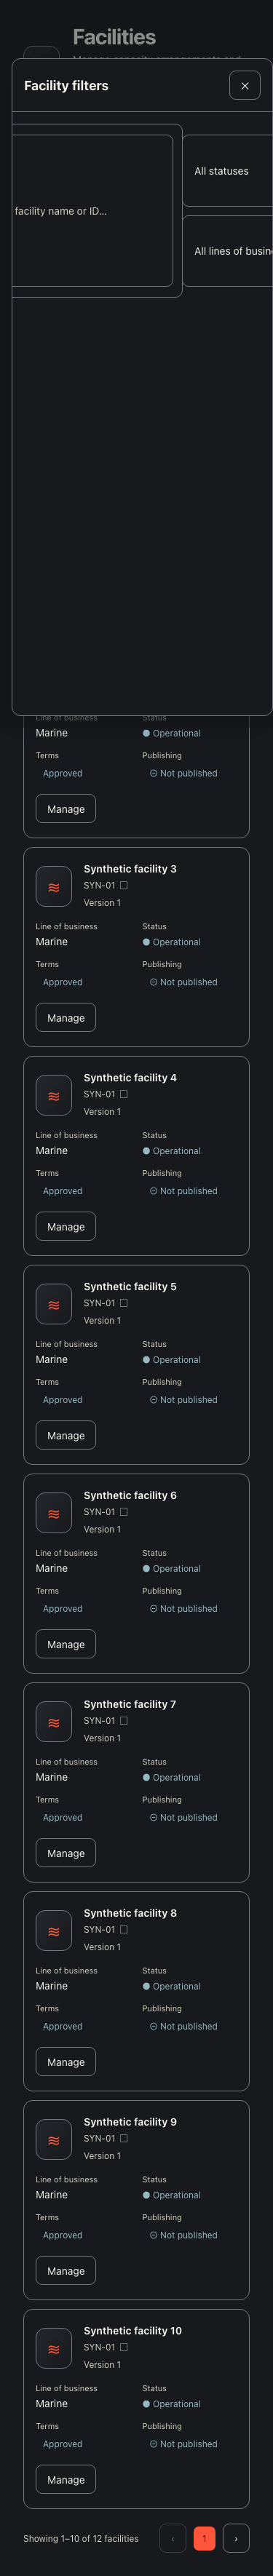 Facilities
Facility filters
×
facility name or ID...
All statuses
All lines of
Line of business
Status
Marine
Operational
Terms
Publishing
Approved
Not published
Manage
Synthetic facility 3
SYN-01
Version 1
Line of business
Status
Marine
Operational
Terms
Publishing
Approved
Not published
Manage
Synthetic facility 4
SYN-01
Version 1
Line of business
Status
Marine
Operational
Terms
Publishing
Approved
Not published
Manage
Synthetic facility 5
SYN-01
Version 1
Line of business
Status
Marine
Operational
Terms
Publishing
Approved
Not published
Manage
Synthetic facility 6
SYN-01
Version 1
Line of business
Status
Marine
Operational
Terms
Publishing
Approved
Not published
Manage
Synthetic facility 7
SYN-01
Version 1
Line of business
Status
Marine
Operational
Terms
Publishing
Approved
Not published
Manage
Synthetic facility 8
SYN-01
Version 1
Line of business
Status
Marine
Operational
Terms
Publishing
Approved
Not published
Manage
Synthetic facility 9
SYN-01
Version 1
Line of business
Status
Marine
Operational
Terms
Publishing
Approved
Not published
Manage
Synthetic facility 10
SYN-01
Version 1
Line of business
Status
Marine
Operational
Terms
Publishing
Approved
Not published
Manage
Showing 1–10 of 12 facilities
‹ 1 ›